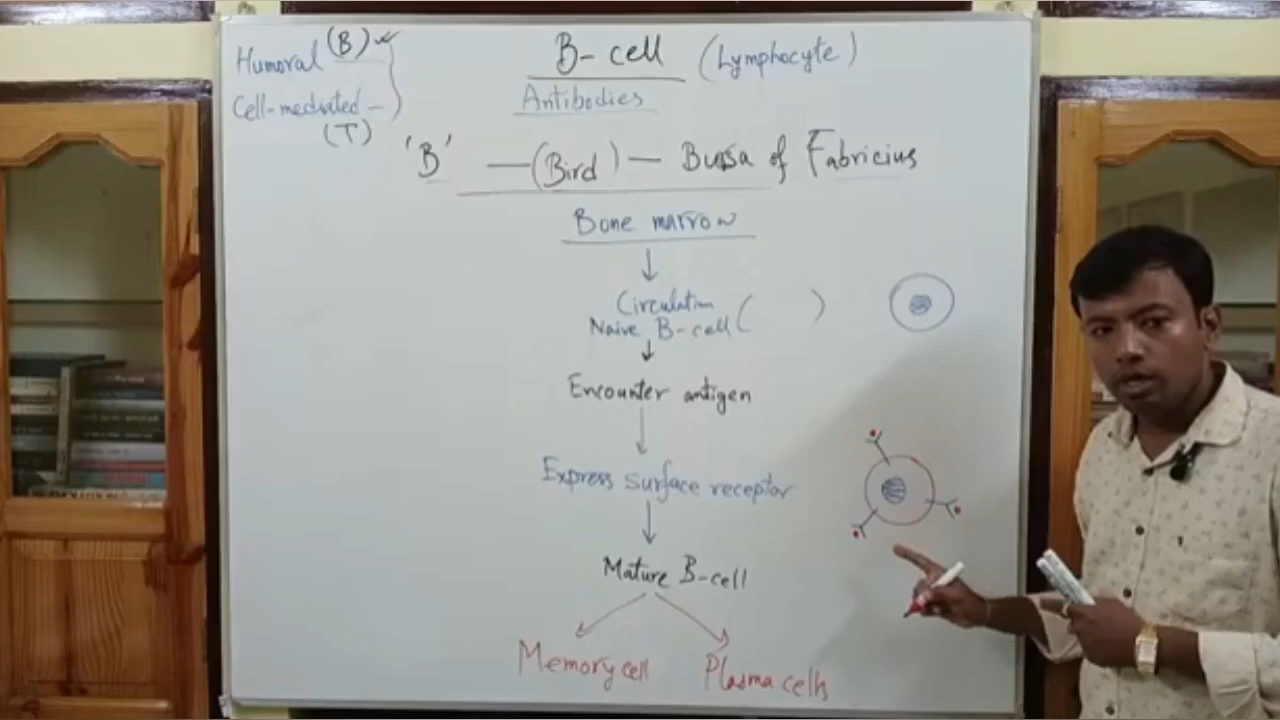 Humoral (B)
Cell-mediated -
(T)
B-cell (Lymphocyte)
Antibodies
'B' — (Bird) — Bursa of Fabricius
Bone marrow
Circulation
Naive B-cell ( )
Encounter antigen
Express surface receptor
Mature B-cell
Memory cell Plasma cells